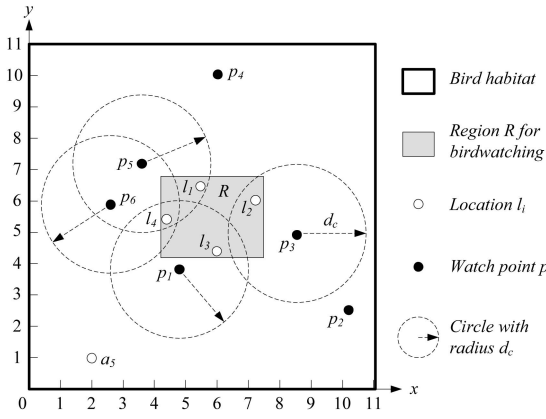 y
11
10
9
8
7
6
5
4
3
2
1
0 1 2 3 4 5 6 7 8 9 10 11 x
p4
p5
p6
l1 R
l2
l4
l3
p1
p3
dc
p2
a5
Bird habitat
Region R for
birdwatching
Location li
Watch point p
Circle with
radius dc